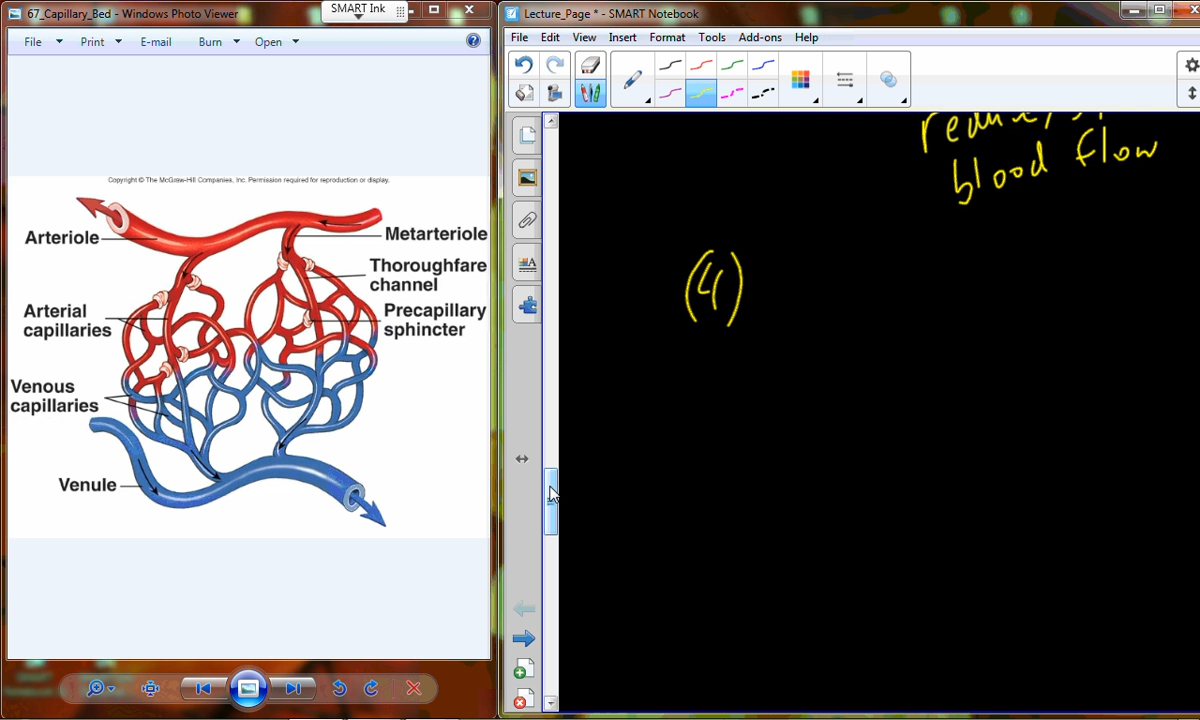 67_Capillary_Bed - Windows Photo Viewer
SMART Ink
File Print E-mail Burn Open
Copyright © The McGraw-Hill Companies, Inc. Permission required for reproduction or display.
Arteriole
Metarteriole
Thoroughfare
channel
Arterial
capillaries
Precapillary
sphincter
Venous
capillaries
Venule
Lecture_Page * - SMART Notebook
File Edit View Insert Format Tools Add-ons Help
blood flow
(4)